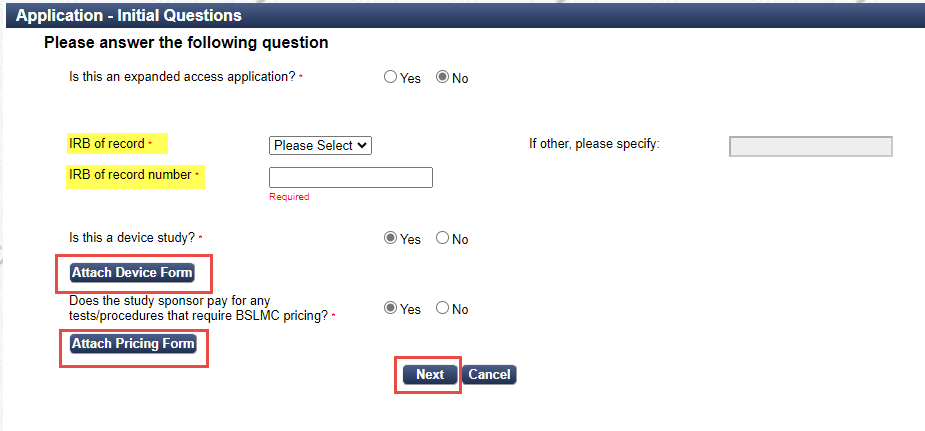 Application - Initial Questions
Please answer the following question
Is this an expanded access application? * Yes No
IRB of record * Please Select If other, please specify:
IRB of record number *
Required
Is this a device study? * Yes No
Attach Device Form
Does the study sponsor pay for any
tests/procedures that require BSLMC pricing? * Yes No
Attach Pricing Form
Next Cancel